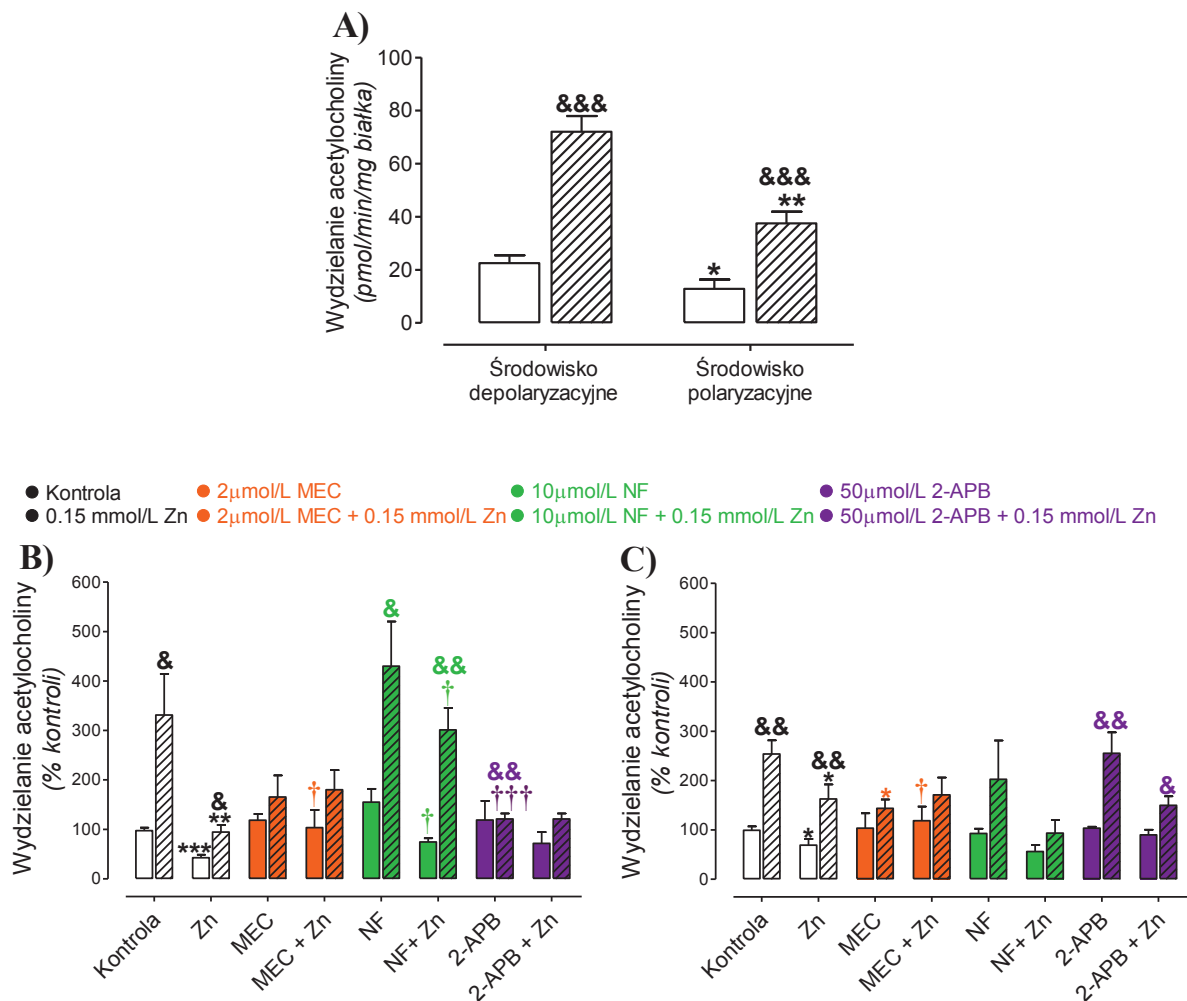 A)
Wydzielanie acetylocholiny
(pmol/min/mg białka)
100
80
60
40
20
0
&&&
*
&&&
**
Środowisko
depolaryzacyjne
Środowisko
polaryzacyjne
● Kontrola
● 0.15 mmol/L Zn
● 2μmol/L MEC
● 2μmol/L MEC + 0.15 mmol/L Zn
● 10μmol/L NF
● 10μmol/L NF + 0.15 mmol/L Zn
● 50μmol/L 2-APB
● 50μmol/L 2-APB + 0.15 mmol/L Zn
B)
Wydzielanie acetylocholiny
(% kontroli)
600
500
400
300
200
100
0
&
***
&
**
†
&
†
&&
†
&&
†††
Kontrola
Zn
MEC
MEC + Zn
NF
NF+ Zn
2-APB
2-APB + Zn
C)
Wydzielanie acetylocholiny
(% kontroli)
600
500
400
300
200
100
0
&&
*
&&
*
*
†
&&
&
Kontrola
Zn
MEC
MEC + Zn
NF
NF+ Zn
2-APB
2-APB + Zn